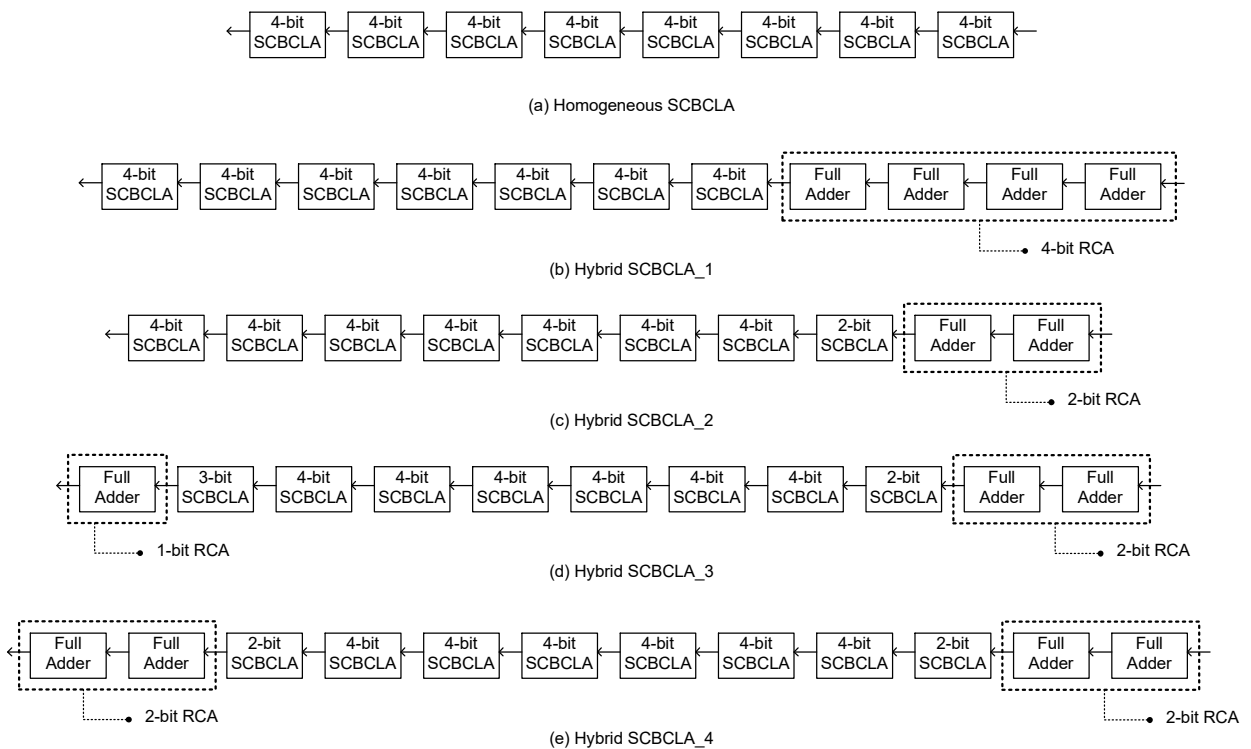 4-bit SCBCLA 4-bit SCBCLA 4-bit SCBCLA 4-bit SCBCLA 4-bit SCBCLA 4-bit SCBCLA 4-bit SCBCLA 4-bit SCBCLA
(a) Homogeneous SCBCLA
4-bit SCBCLA 4-bit SCBCLA 4-bit SCBCLA 4-bit SCBCLA 4-bit SCBCLA 4-bit SCBCLA 4-bit SCBCLA Full Adder Full Adder Full Adder Full Adder
4-bit RCA
(b) Hybrid SCBCLA_1
4-bit SCBCLA 4-bit SCBCLA 4-bit SCBCLA 4-bit SCBCLA 4-bit SCBCLA 4-bit SCBCLA 4-bit SCBCLA 2-bit SCBCLA Full Adder Full Adder
2-bit RCA
(c) Hybrid SCBCLA_2
Full Adder 3-bit SCBCLA 4-bit SCBCLA 4-bit SCBCLA 4-bit SCBCLA 4-bit SCBCLA 4-bit SCBCLA 4-bit SCBCLA 2-bit SCBCLA Full Adder Full Adder
1-bit RCA 2-bit RCA
(d) Hybrid SCBCLA_3
Full Adder Full Adder 2-bit SCBCLA 4-bit SCBCLA 4-bit SCBCLA 4-bit SCBCLA 4-bit SCBCLA 4-bit SCBCLA 4-bit SCBCLA 2-bit SCBCLA Full Adder Full Adder
2-bit RCA 2-bit RCA
(e) Hybrid SCBCLA_4